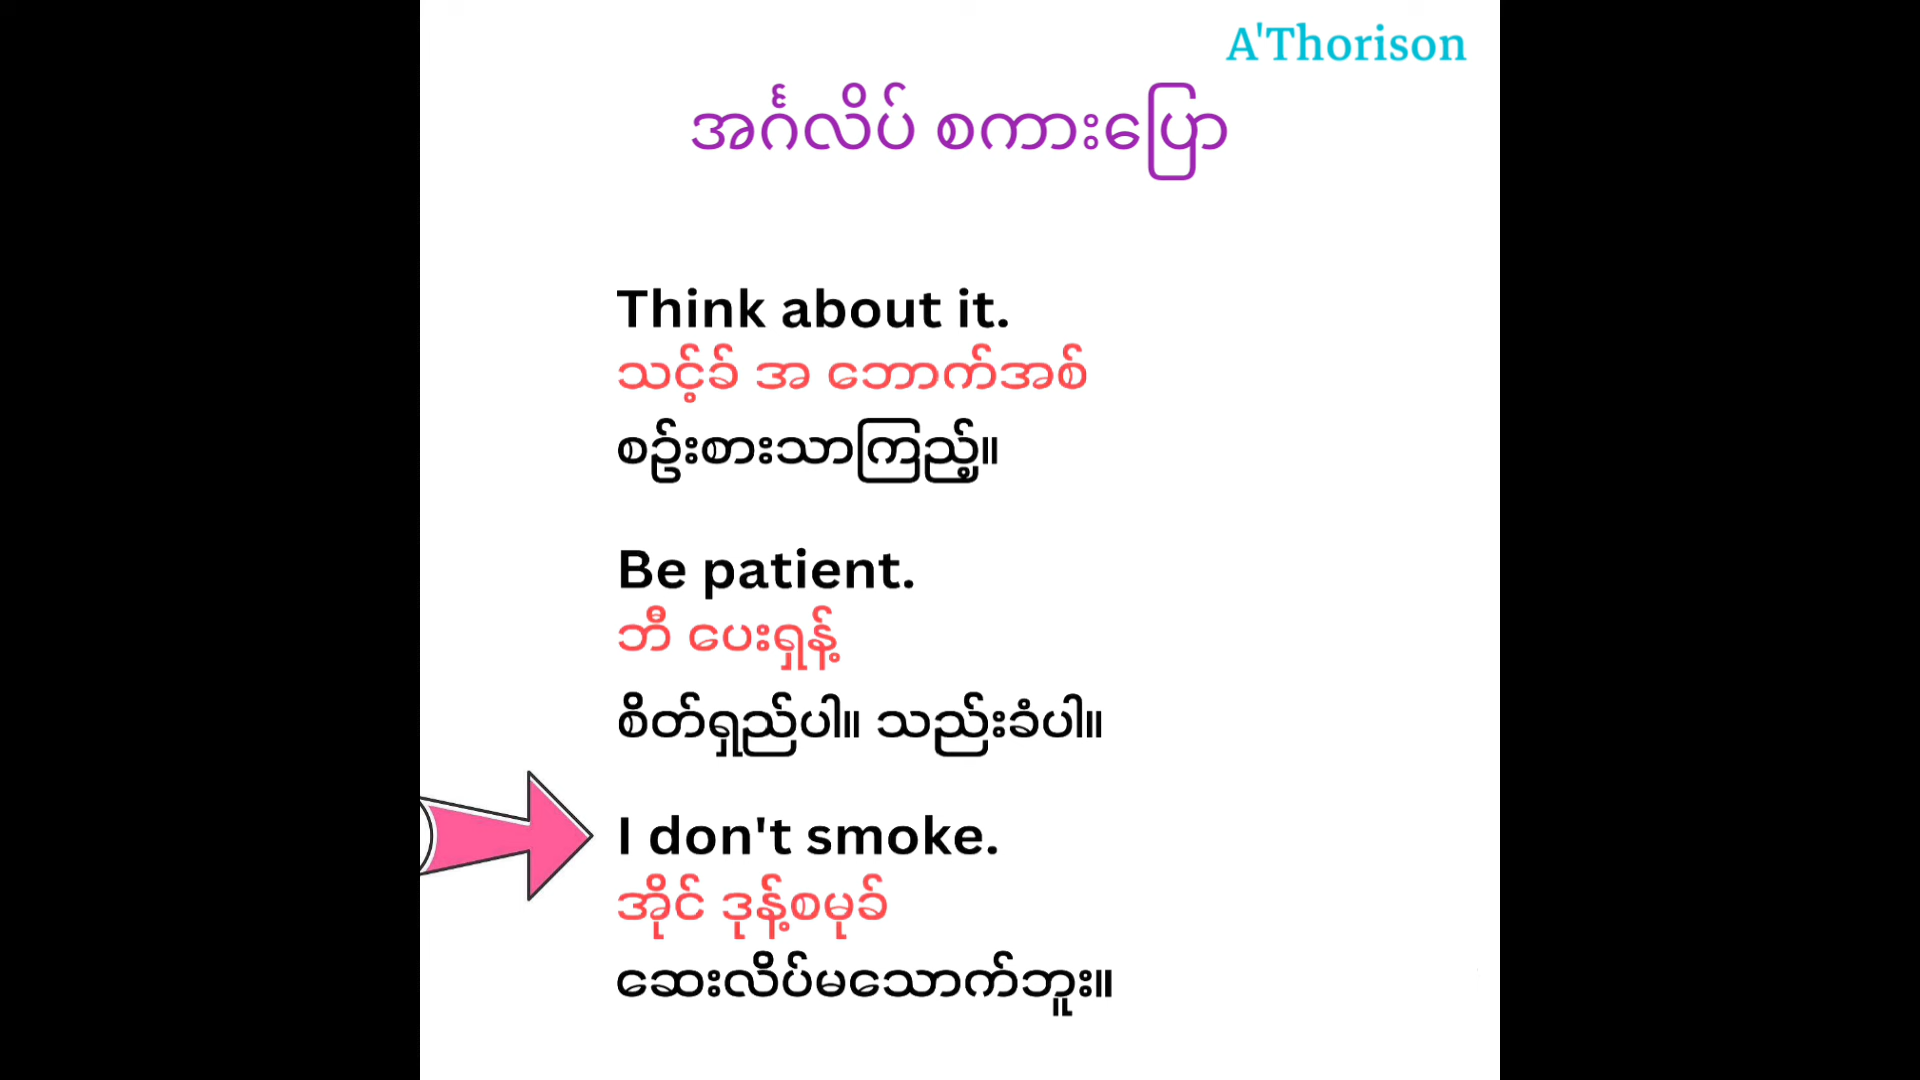 A'Thorison
အင်္ဂလိပ် စကားပြော
Think about it.
သင့်ခ် အ ဘောက်အစ်
စဥ်းစားသာကြည့်။
Be patient.
ဘီ ပေးရှန့်
စိတ်ရှည်ပါ။ သည်းခံပါ။
I don't smoke.
အိုင် ဒုန့်စမုခ်
ဆေးလိပ်မသောက်ဘူး။